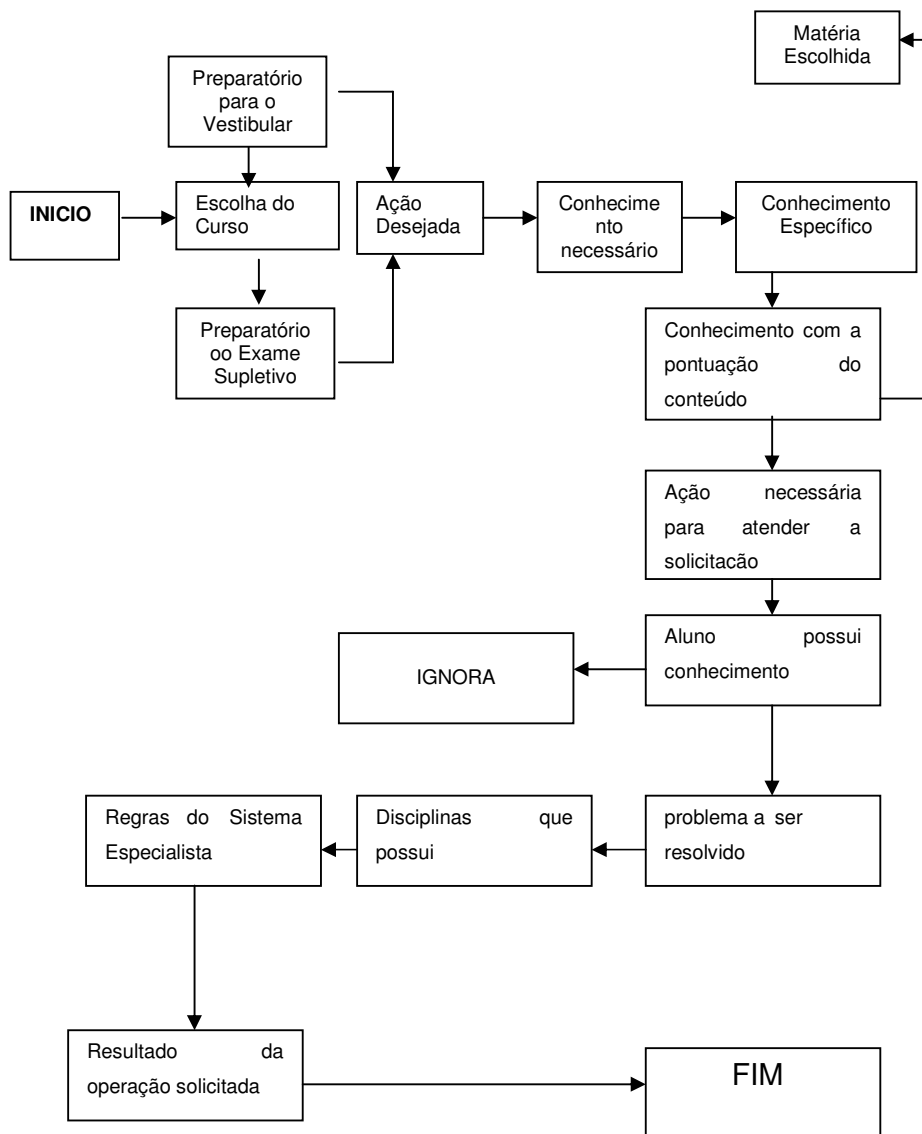 Matéria
Escolhida
Preparatório
para o
Vestibular
INICIO
Escolha do
Curso
Ação
Desejada
Conhecime
nto
necessário
Conhecimento
Específico
Preparatório
oo Exame
Supletivo
Conhecimento com a
pontuação do
conteúdo
Ação necessária
para atender a
solicitacão
Aluno possui
conhecimento
IGNORA
problema a ser
resolvido
Disciplinas que
possui
Regras do Sistema
Especialista
Resultado da
operação solicitada
FIM